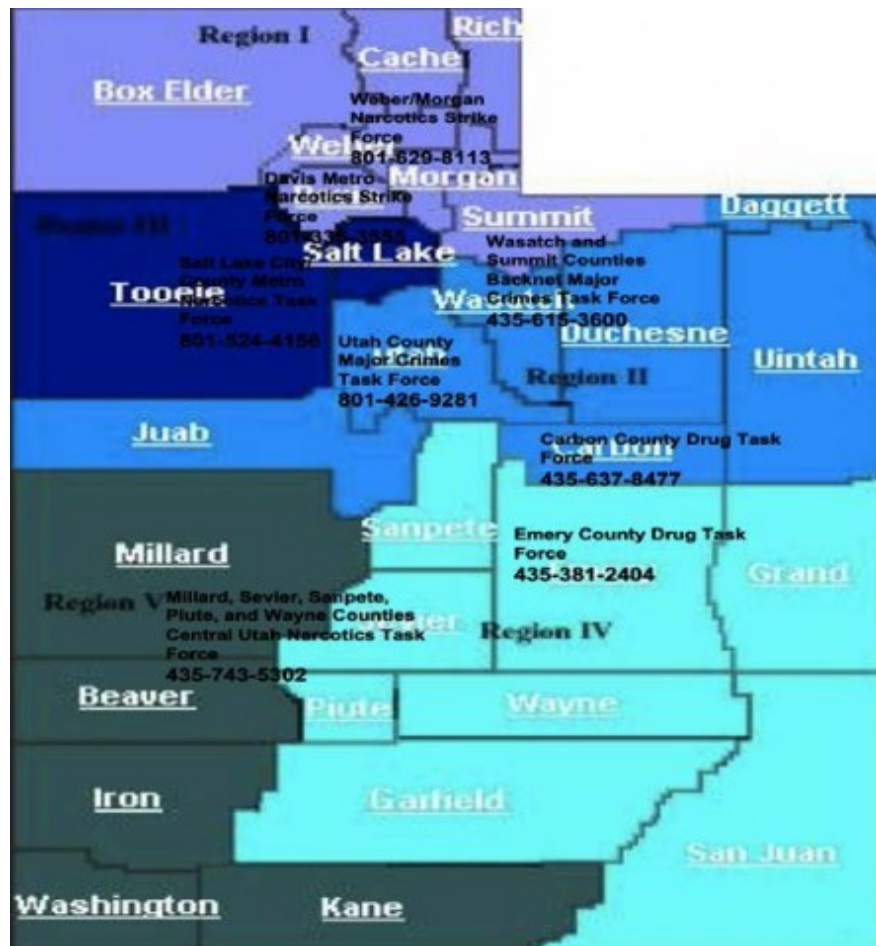 Region I
Rich
Cache
Box Elder
Weber/Morgan
Narcotics Strike
Force
801-629-8113
Weber
Davis Metro
Narcotics Strike
Force
Morgan
Summit
Daggett
Salt Lake
Salt Lake City/
County Metro
Narcotics Task
Force
801-524-4156
Tooele
Wasatch and
Summit Counties
Backnet Major
Crimes Task Force
435-615-3600
Wasatch
Duchesne
Uintah
Utah County
Major Crimes
Task Force
801-426-9281
Region II
Juab
Carbon County Drug Task
Force
435-637-8477
Carbon
Sanpete
Millard
Emery County Drug Task
Force
435-381-2404
Grand
Region V
Millard, Sevier, Sanpete,
Piute, and Wayne Counties
Central Utah Narcotics Task
Force
435-743-5302
Sevier
Region IV
Beaver
Piute
Wayne
Iron
Garfield
San Juan
Washington
Kane